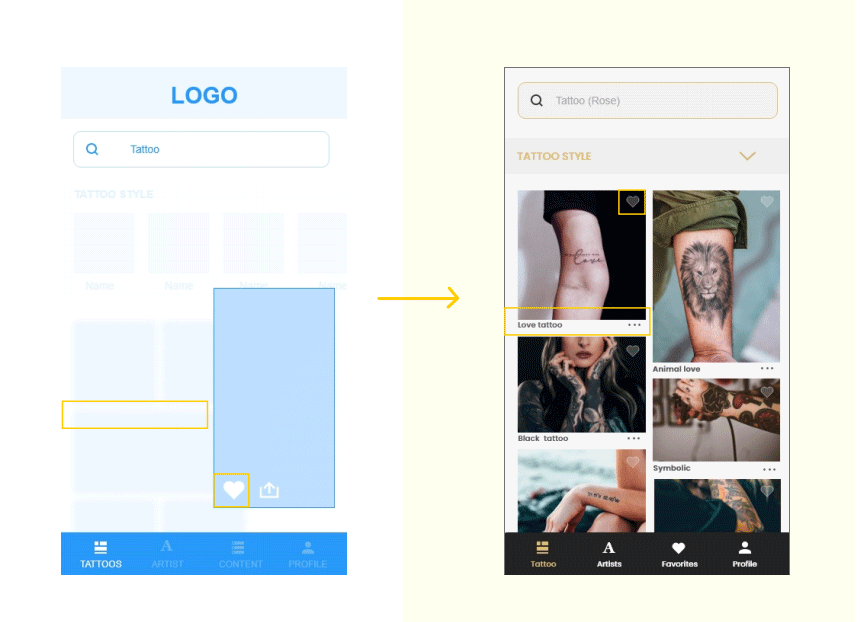 LOGO
Tattoo
TATTOO STYLE
Name
Name
Name
Name
TATTOOS
ARTIST
CONTENT
PROFILE
Tattoo (Rose)
TATTOO STYLE
Love
Love tattoo
Animal love
Black tattoo
Symbolic
Tattoo
Artists
Favorites
Profile